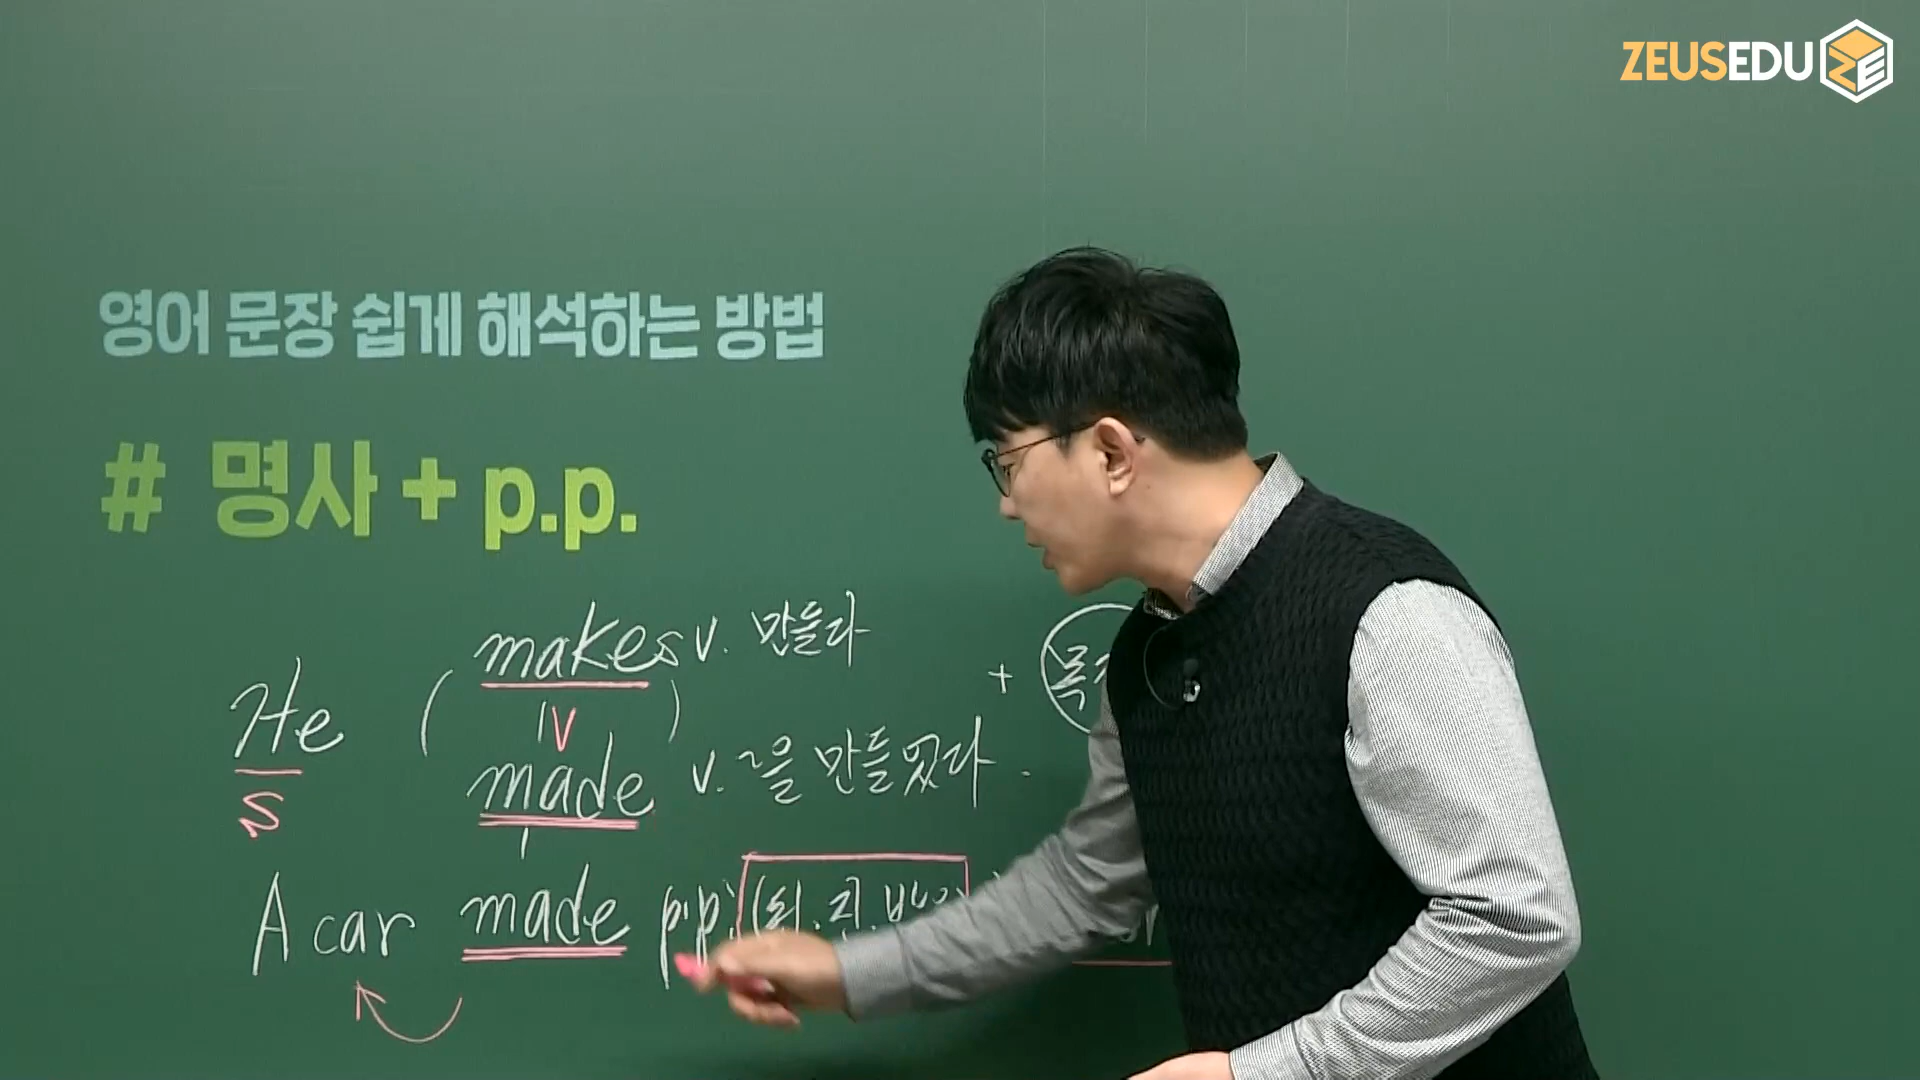 ZEUSEDU
영어 문장 쉽게 해석하는 방법
# 명사 + p.p.
makes v. 만들다
He ( V ) +
S made v. ~을 만들었다.
A car made p.p.